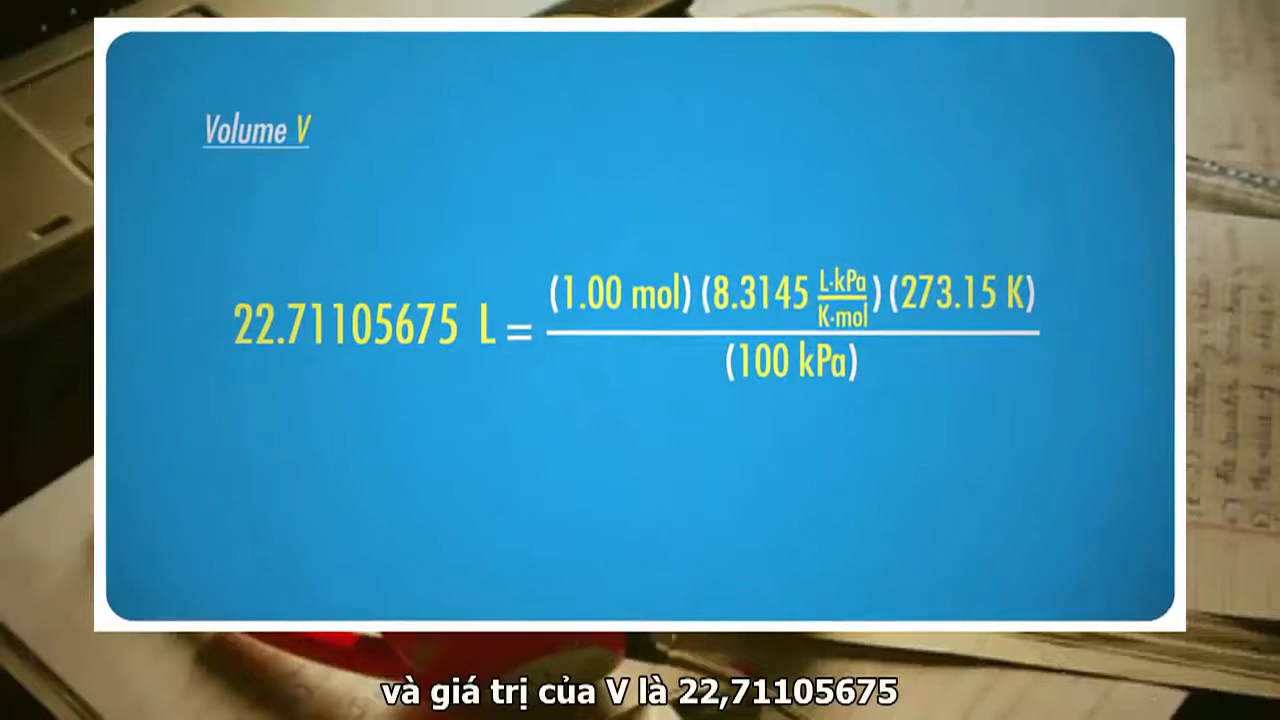 Volume V
22.71105675 L = (1.00 mol) (8.3145 L·kPa/K·mol) (273.15 K)
(100 kPa)
và giá trị của V là 22,71105675